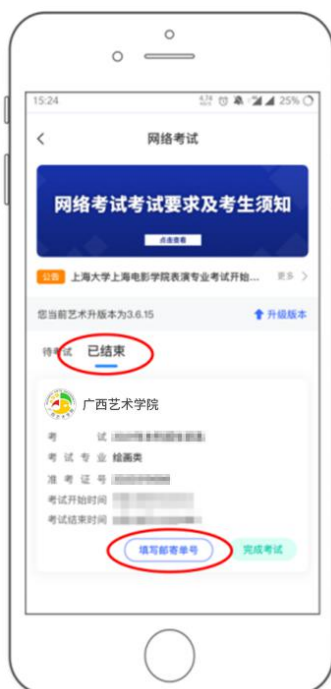 15:24
25%
网络考试
网络考试考试要求及考生须知
点击查看
公告 上海大学上海电影学院表演专业考试开始... 更多
您当前艺术升版本为3.6.15 升级版本
待考试 已结束
广西艺术学院
考 试
考试专业 绘画类
准考证号
考试开始时间
考试结束时间
填写邮寄单号 完成考试